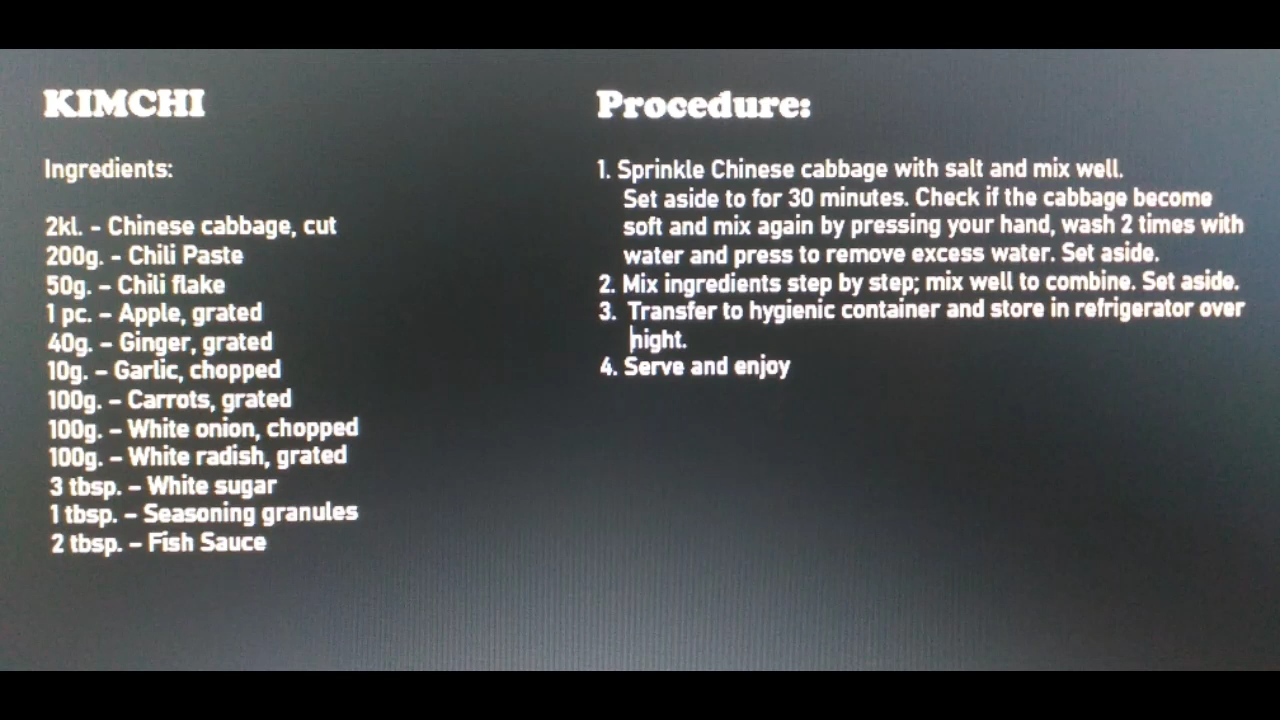 KIMCHI
Ingredients:
2kl. – Chinese cabbage, cut
200g. – Chili Paste
50g. – Chili flake
1 pc. – Apple, grated
40g. – Ginger, grated
10g. – Garlic, chopped
100g. – Carrots, grated
100g. – White onion, chopped
100g. – White radish, grated
3 tbsp. – White sugar
1 tbsp. – Seasoning granules
2 tbsp. – Fish Sauce
Procedure:
1. Sprinkle Chinese cabbage with salt and mix well.
Set aside to for 30 minutes. Check if the cabbage become
soft and mix again by pressing your hand, wash 2 times with
water and press to remove excess water. Set aside.
2. Mix ingredients step by step; mix well to combine. Set aside.
3. Transfer to hygienic container and store in refrigerator over
night.
4. Serve and enjoy